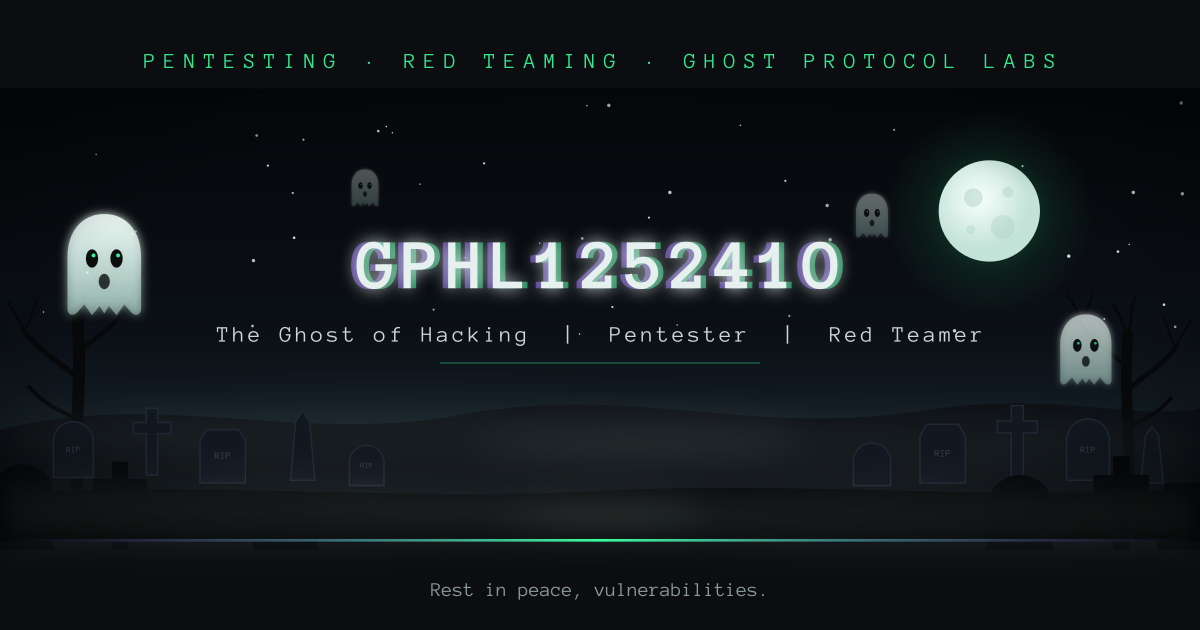 PENTESTING · RED TEAMING · GHOST PROTOCOL LABS
GPHL1252410
The Ghost of Hacking | Pentester | Red Teamer
RIP
RIP
RIP
RIP
RIP
Rest in peace, vulnerabilities.